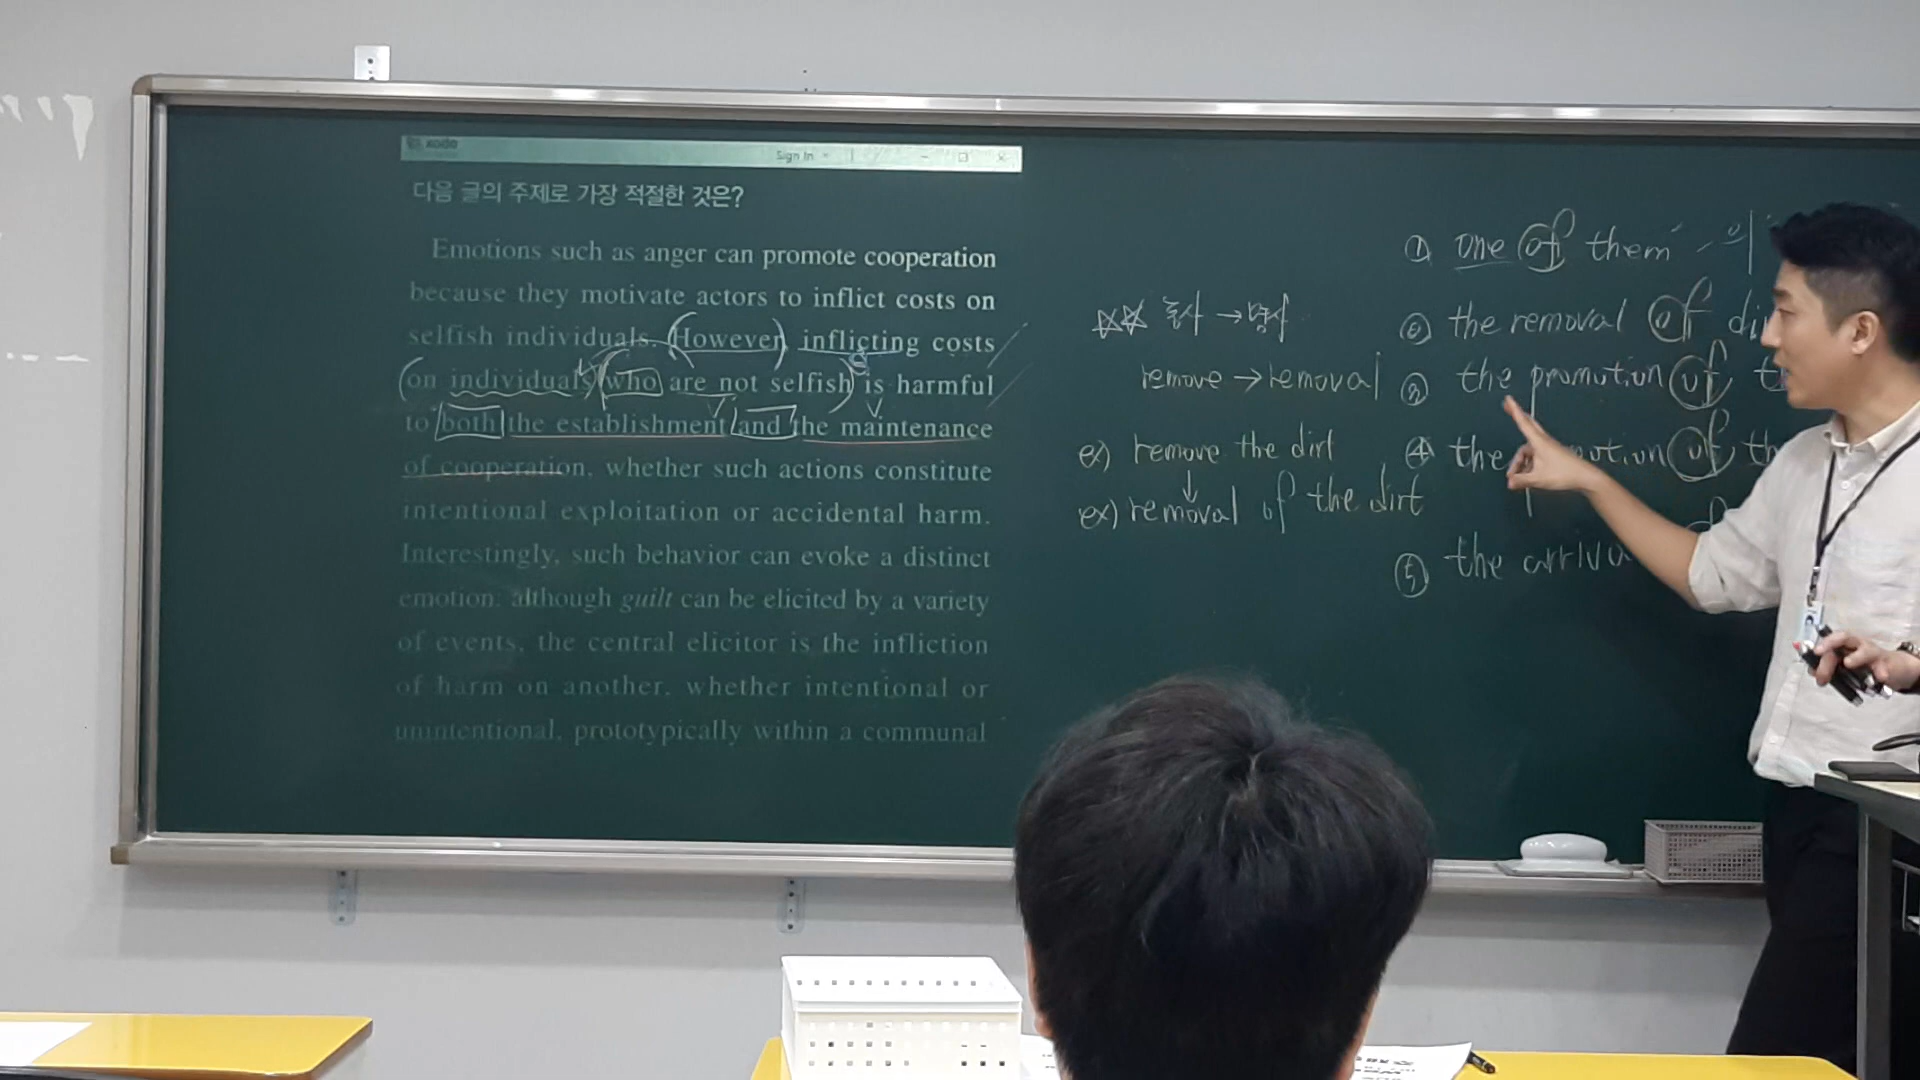 xodo
Sign In
다음 글의 주제로 가장 적절한 것은?
Emotions such as anger can promote cooperation
because they motivate actors to inflict costs on
selfish individuals. However, inflicting costs
on individuals who are not selfish is harmful
to both the establishment and the maintenance
of cooperation, whether such actions constitute
intentional exploitation or accidental harm.
Interestingly, such behavior can evoke a distinct
emotion: although guilt can be elicited by a variety
of events, the central elicitor is the infliction
of harm on another, whether intentional or
unintentional, prototypically within a communal
동사 → 명사
remove → removal
ex) remove the dirt
↓
ex) removal of the dirt
① one of them
② the removal of
③ the promotion of
④ the of
⑤ the